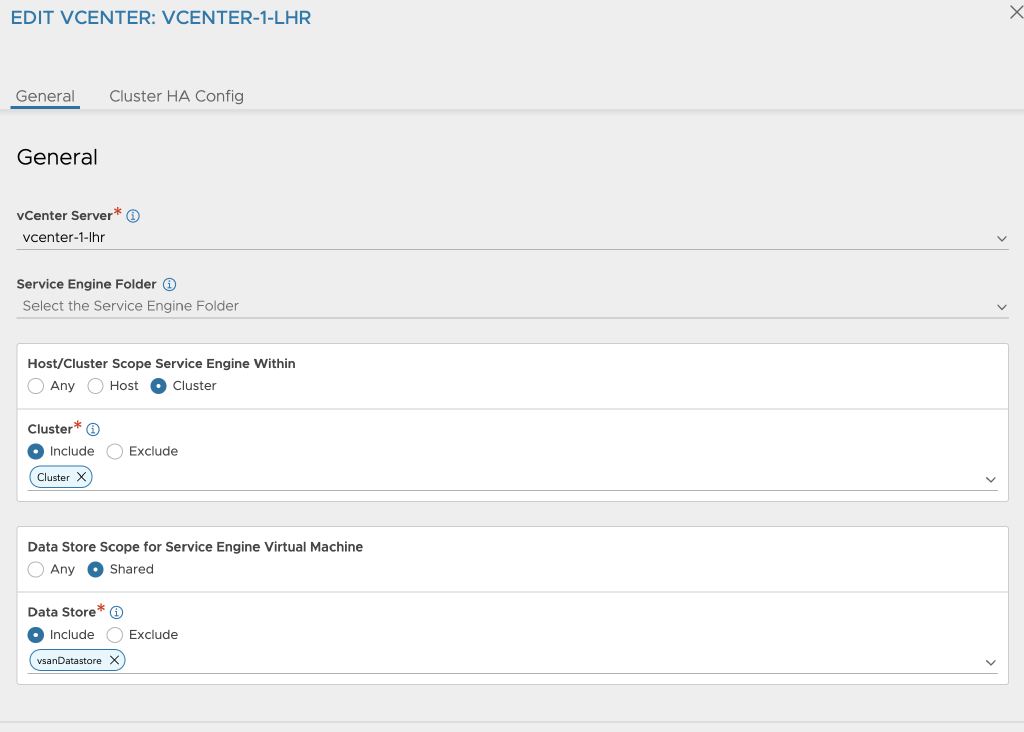 EDIT VCENTER: VCENTER-1-LHR
General Cluster HA Config
General
vCenter Server*
vcenter-1-lhr
Service Engine Folder
Select the Service Engine Folder
Host/Cluster Scope Service Engine Within
Any Host Cluster
Cluster*
Include Exclude
Cluster
Data Store Scope for Service Engine Virtual Machine
Any Shared
Data Store*
Include Exclude
vsanDatastore